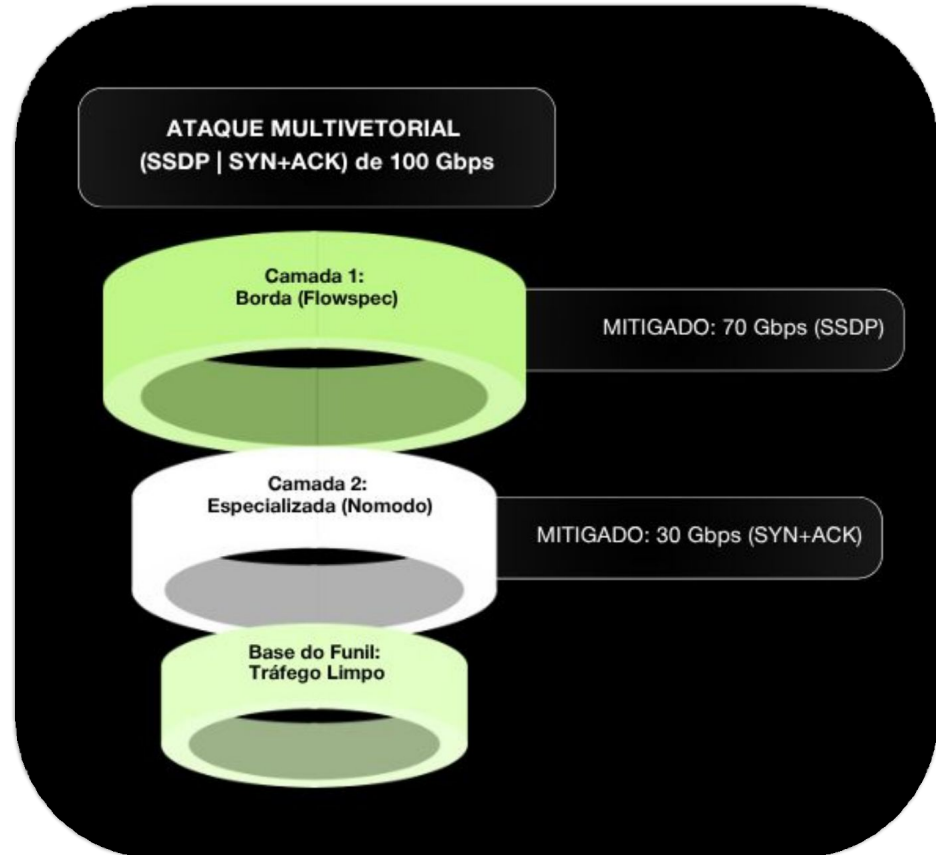 ATAQUE MULTIVETORIAL
(SSDP | SYN+ACK) de 100 Gbps
Camada 1:
Borda (Flowspec)
MITIGADO: 70 Gbps (SSDP)
Camada 2:
Especializada (Nomodo)
MITIGADO: 30 Gbps (SYN+ACK)
Base do Funil:
Tráfego Limpo